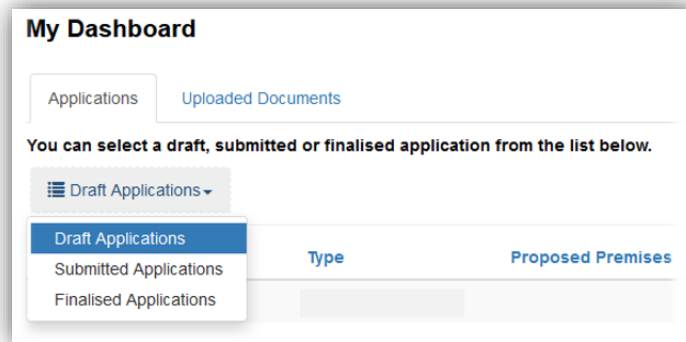 My Dashboard
Applications Uploaded Documents
You can select a draft, submitted or finalised application from the list below.
Draft Applications
Draft Applications
Submitted Applications
Finalised Applications
Type Proposed Premises